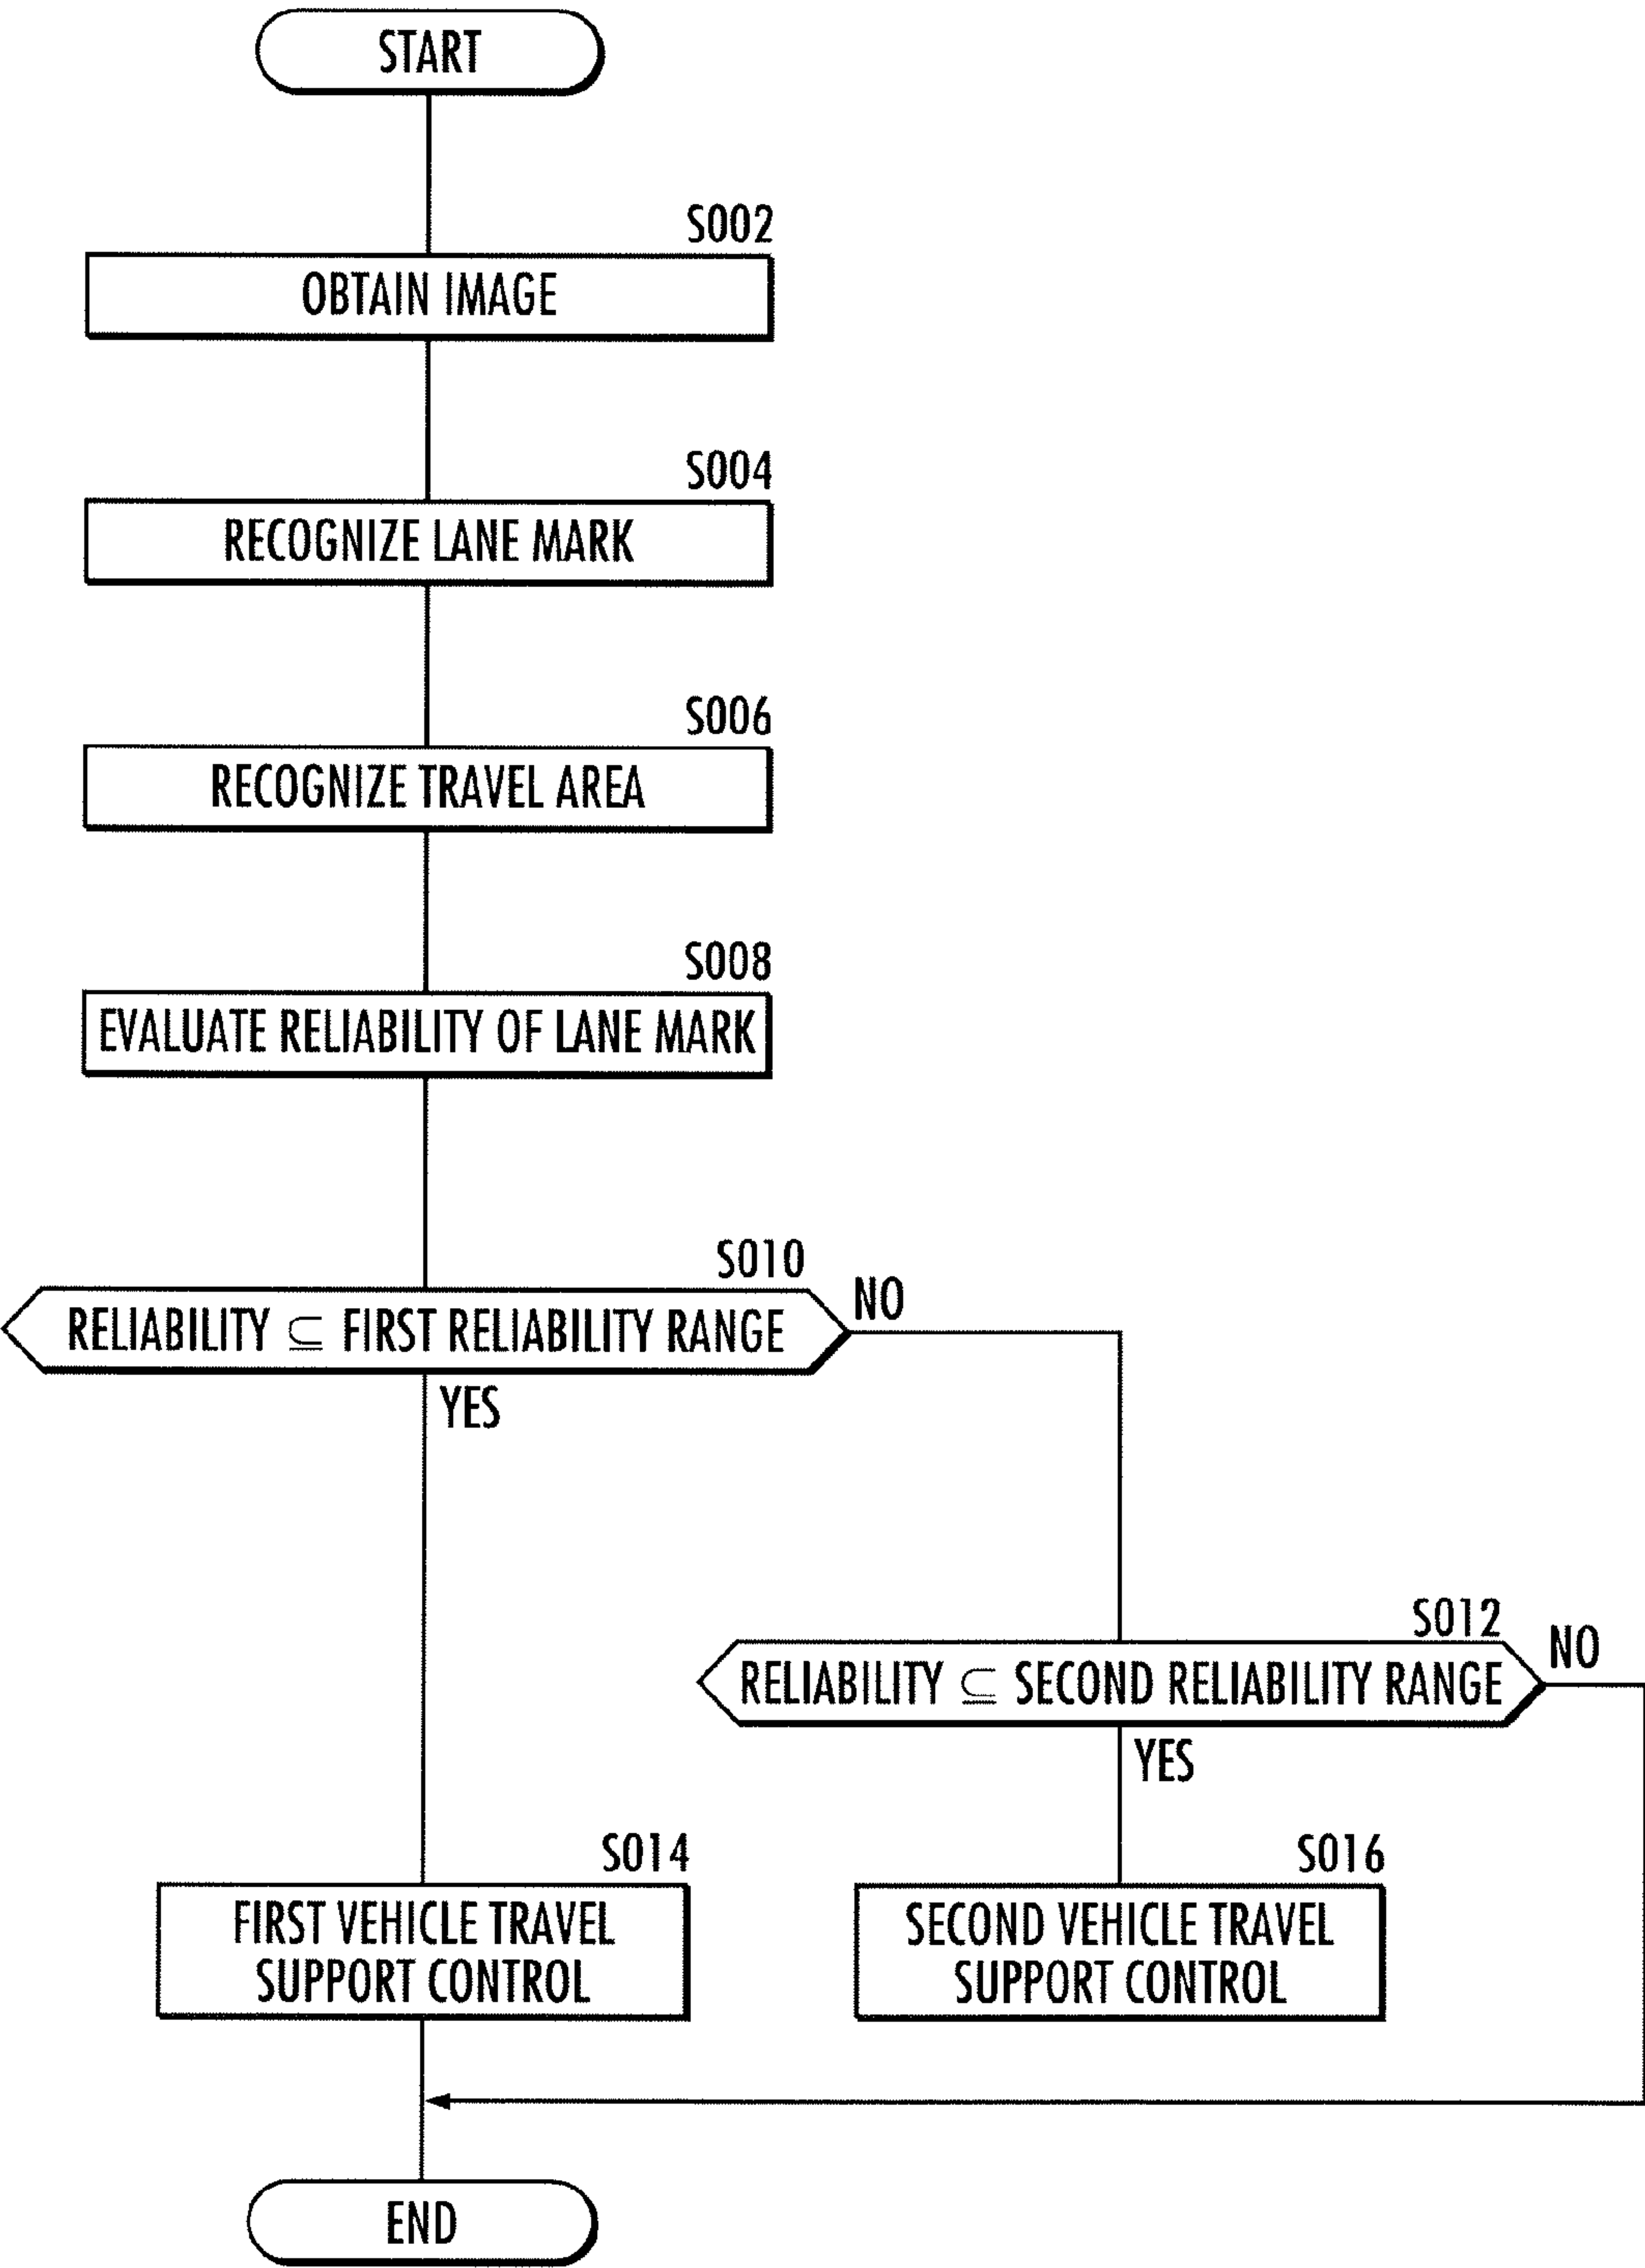 START
S002
OBTAIN IMAGE
S004
RECOGNIZE LANE MARK
S006
RECOGNIZE TRAVEL AREA
S008
EVALUATE RELIABILITY OF LANE MARK
S010
RELIABILITY ⊆ FIRST RELIABILITY RANGE
NO
YES
S012
RELIABILITY ⊆ SECOND RELIABILITY RANGE
NO
YES
S014
FIRST VEHICLE TRAVEL
SUPPORT CONTROL
S016
SECOND VEHICLE TRAVEL
SUPPORT CONTROL
END